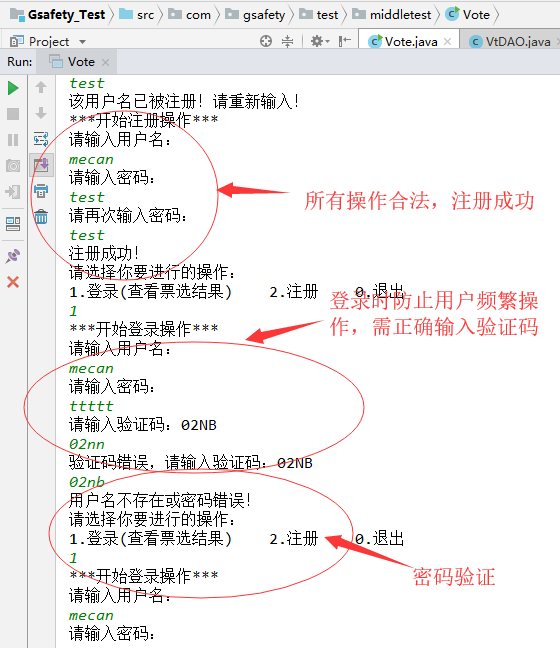 Gsafety_Test src com gsafety test middletest Vote
Project Vote.java VtDAO.java
Run: Vote
test
该用户名已被注册! 请重新输入!
***开始注册操作***
请输入用户名:
mecan
请输入密码:
test
请再次输入密码:
test
注册成功!
请选择你要进行的操作:
1.登录(查看票选结果) 2.注册 0.退出
1
***开始登录操作***
请输入用户名:
mecan
请输入密码:
ttttt
请输入验证码: 02NB
02nn
验证码错误, 请输入验证码: 02NB
02nb
用户名不存在或密码错误!
请选择你要进行的操作:
1.登录(查看票选结果) 2.注册 0.退出
1
***开始登录操作***
请输入用户名:
mecan
请输入密码:
所有操作合法, 注册成功
登录时防止用户频繁
操作, 需正确输入验证码
密码验证